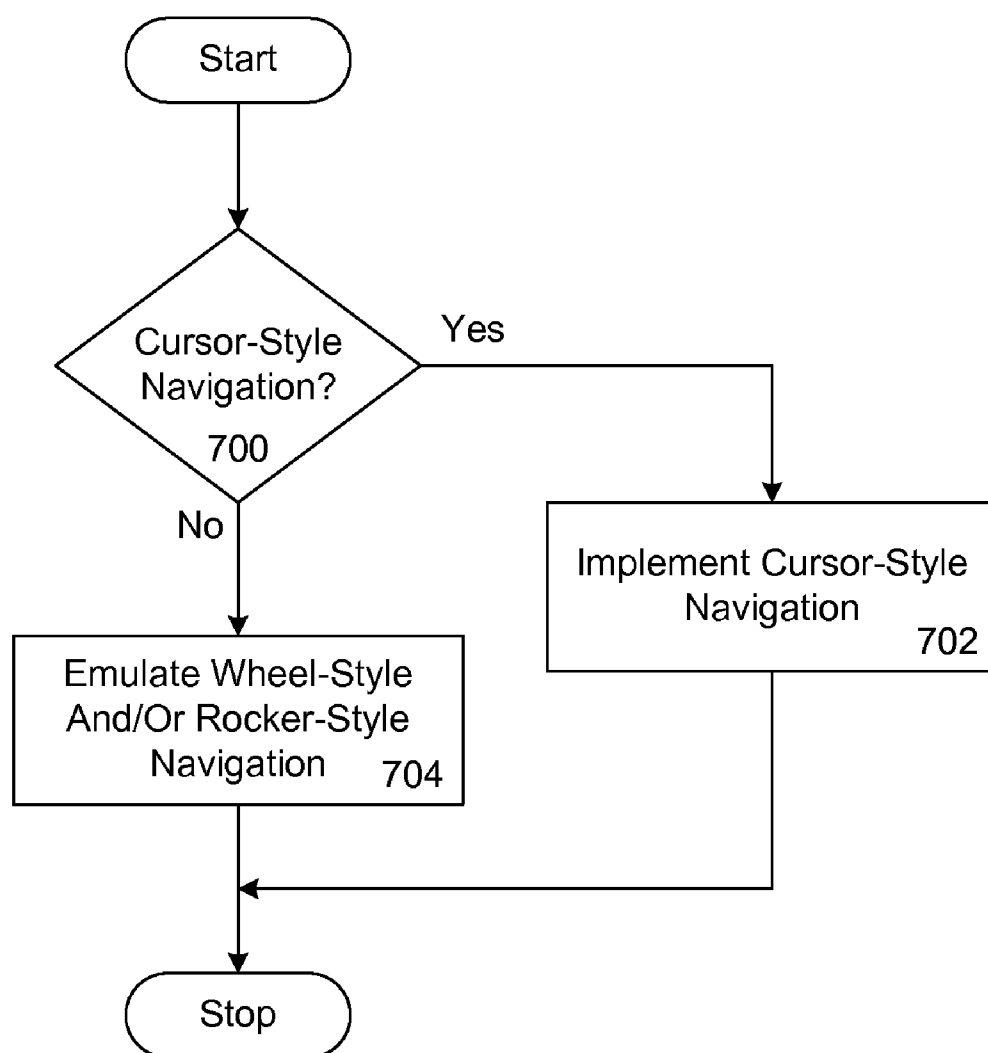 Start
Cursor-Style
Navigation?
700
Yes
No
Implement Cursor-Style
Navigation
702
Emulate Wheel-Style
And/Or Rocker-Style
Navigation
704
Stop